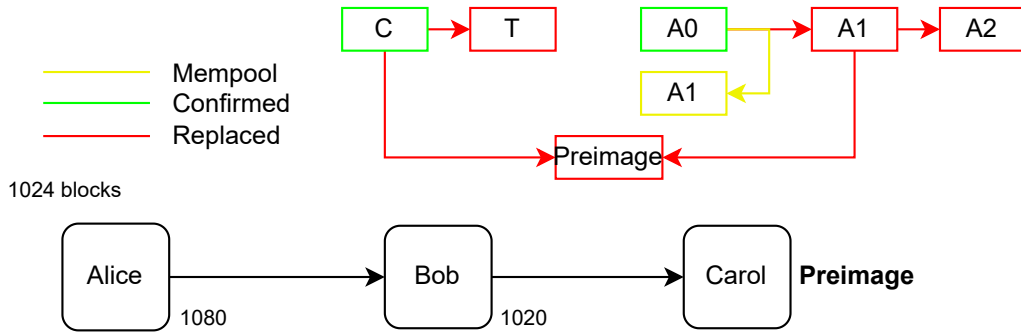 C
T
A0
A1
A2
Mempool
A1
Confirmed
Replaced
Preimage
1024 blocks
Alice
Bob
Carol
Preimage
1080
1020